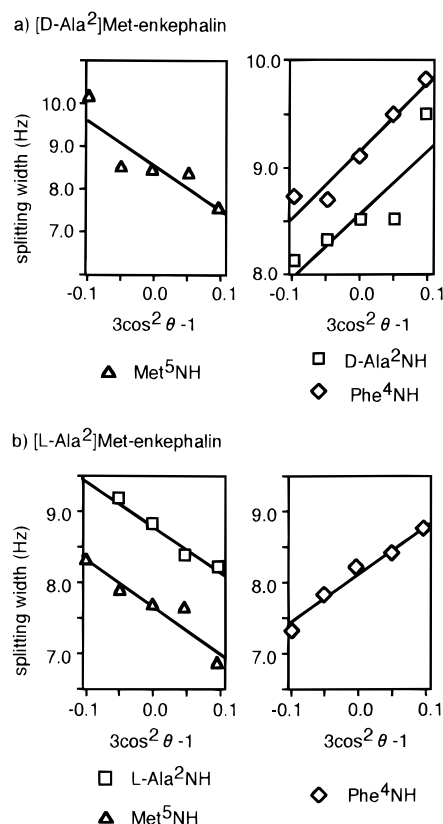 a) [D-Ala²]Met-enkephalin
splitting width (Hz)
10.0
9.0
8.0
7.0
-0.1 0.0 0.1
3cos² θ -1
Met⁵NH
10.0
9.0
8.0
-0.1 0.0 0.1
3cos² θ -1
D-Ala²NH
Phe⁴NH
b) [L-Ala²]Met-enkephalin
splitting width (Hz)
9.0
8.0
7.0
-0.1 0.0 0.1
3cos² θ -1
L-Ala²NH
Met⁵NH
9.0
8.0
7.0
-0.1 0.0 0.1
3cos² θ -1
Phe⁴NH